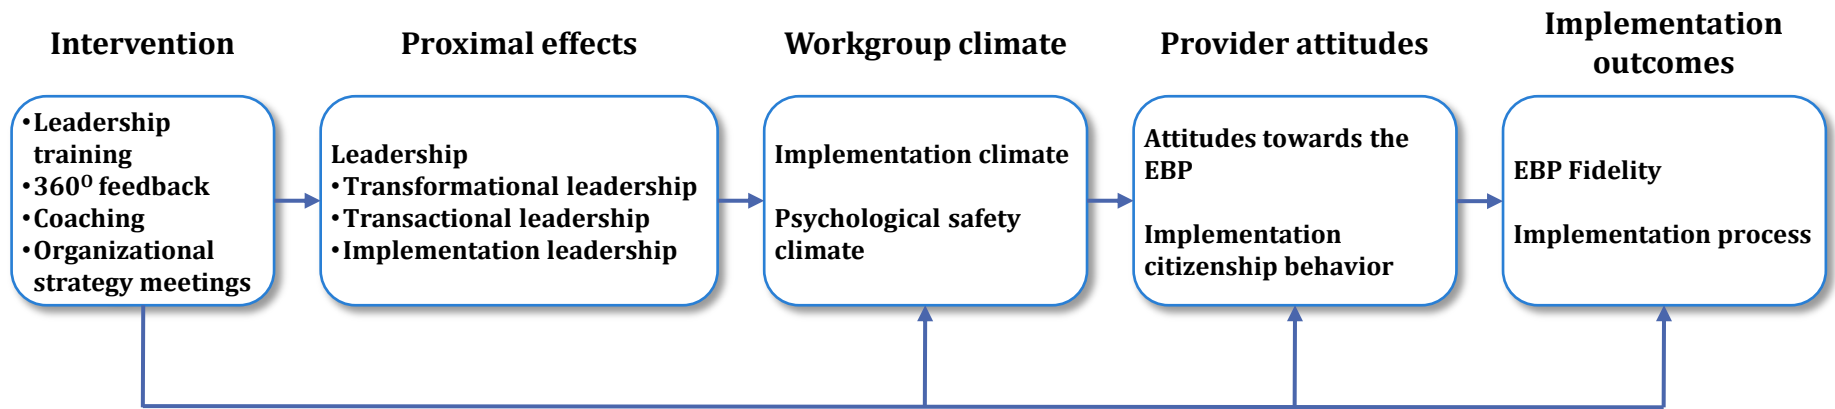 Intervention
Proximal effects
Workgroup climate
Provider attitudes
Implementation
outcomes
•Leadership
training
•360⁰ feedback
•Coaching
•Organizational
strategy meetings
Leadership
•Transformational leadership
•Transactional leadership
•Implementation leadership
Implementation climate
Psychological safety
climate
Attitudes towards the
EBP
Implementation
citizenship behavior
EBP Fidelity
Implementation process